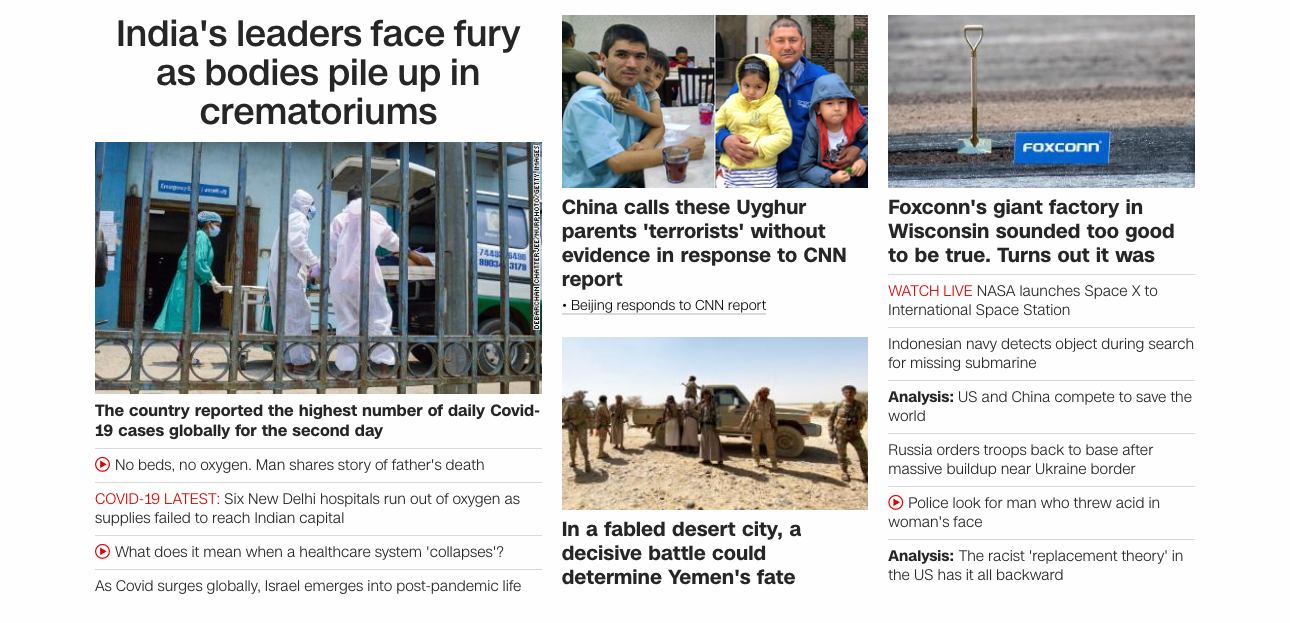 India's leaders face fury
as bodies pile up in
crematoriums
Emergency
7448 8498
9903 3179
DEBARCHAN CHATTERJEE/NURPHOTO/GETTY IMAGES
The country reported the highest number of daily Covid-
19 cases globally for the second day
No beds, no oxygen. Man shares story of father's death
COVID-19 LATEST: Six New Delhi hospitals run out of oxygen as
supplies failed to reach Indian capital
What does it mean when a healthcare system 'collapses'?
As Covid surges globally, Israel emerges into post-pandemic life
China calls these Uyghur
parents 'terrorists' without
evidence in response to CNN
report
• Beijing responds to CNN report
In a fabled desert city, a
decisive battle could
determine Yemen's fate
FOXCONN
Foxconn's giant factory in
Wisconsin sounded too good
to be true. Turns out it was
WATCH LIVE NASA launches Space X to
International Space Station
Indonesian navy detects object during search
for missing submarine
Analysis: US and China compete to save the
world
Russia orders troops back to base after
massive buildup near Ukraine border
Police look for man who threw acid in
woman's face
Analysis: The racist 'replacement theory' in
the US has it all backward